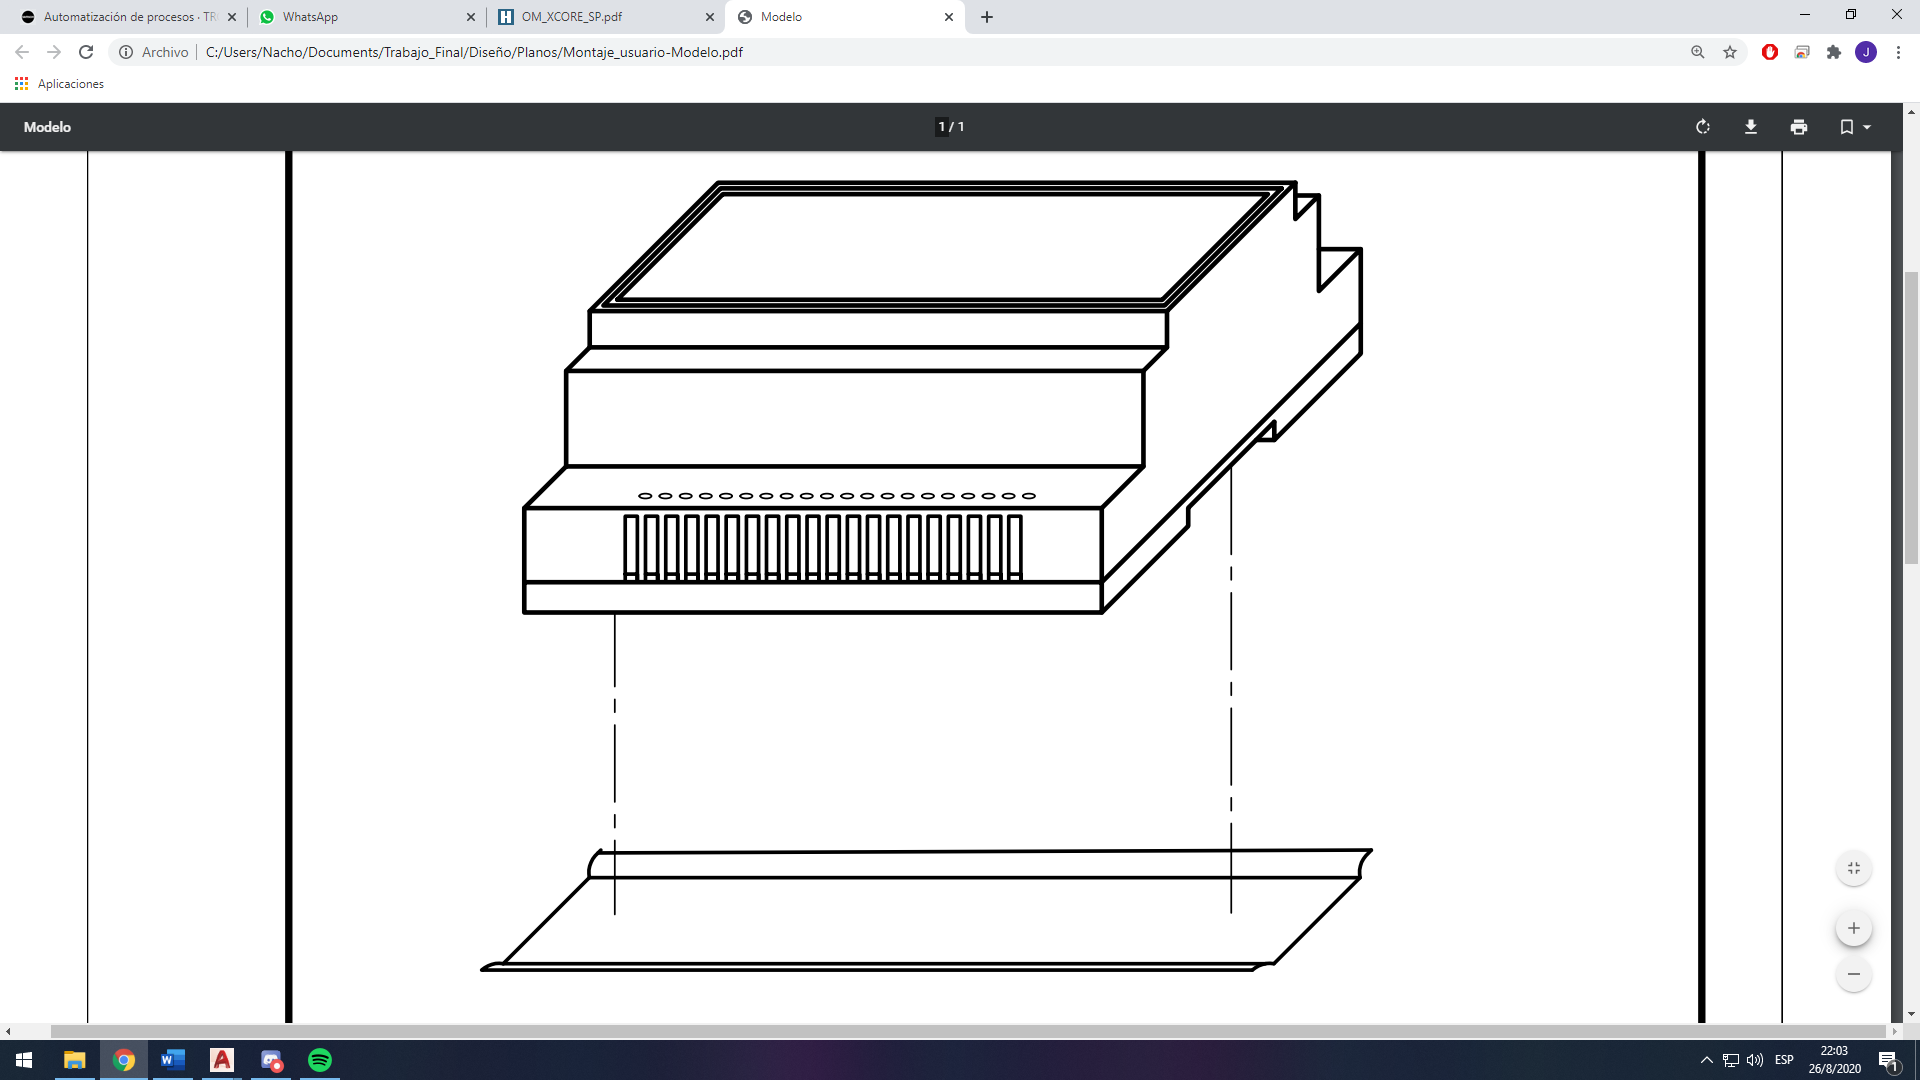 Automatización de procesos · TR
WhatsApp
OM_XCORE_SP.pdf
Modelo
Archivo
C:/Users/Nacho/Documents/Trabajo_Final/Diseño/Planos/Montaje_usuario-Modelo.pdf
J
Aplicaciones
Modelo
1 / 1
ESP
22:03
26/8/2020
1